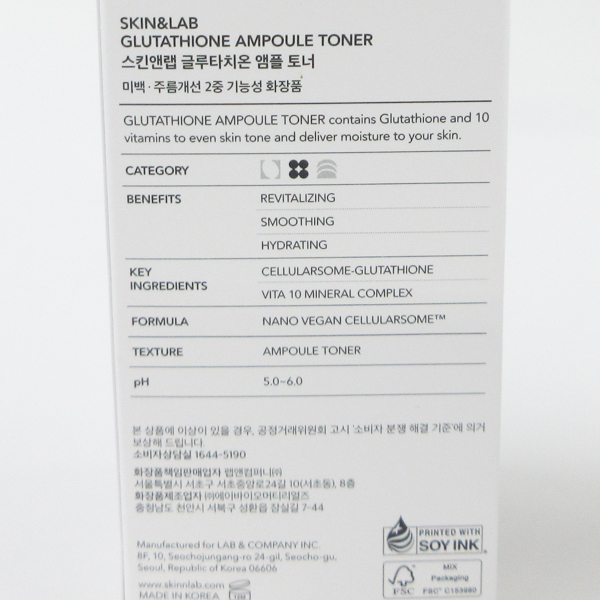 SKIN&LAB
GLUTATHIONE AMPOULE TONER
스킨앤랩 글루타치온 앰플 토너
미백 · 주름개선 2중 기능성 화장품
GLUTATHIONE AMPOULE TONER contains Glutathione and 10
vitamins to even skin tone and deliver moisture to your skin.
CATEGORY
BENEFITS REVITALIZING
SMOOTHING
HYDRATING
KEY INGREDIENTS CELLULARSOME-GLUTATHIONE
VITA 10 MINERAL COMPLEX
FORMULA NANO VEGAN CELLULARSOME™
TEXTURE AMPOULE TONER
pH 5.0~6.0
본 상품에 이상이 있을 경우, 공정거래위원회 고시 '소비자 분쟁 해결 기준'에 의거
보상해 드립니다.
소비자상담실 1644-5190
화장품책임판매업자 랩앤컴퍼니㈜
서울특별시 서초구 서초중앙로24길 10(서초동), 8층
화장품제조업자 ㈜에이바이오머티리얼즈
충청남도 천안시 서북구 성환읍 잠실길 7-44
Manufactured for LAB & COMPANY INC.
8F, 10, Seochojungang-ro 24-gil, Seocho-gu,
Seoul, Republic of Korea 06606
www.skinnlab.com
MADE IN KOREA
PRINTED WITH
SOY INK
FSC
MIX
Packaging
FSC™